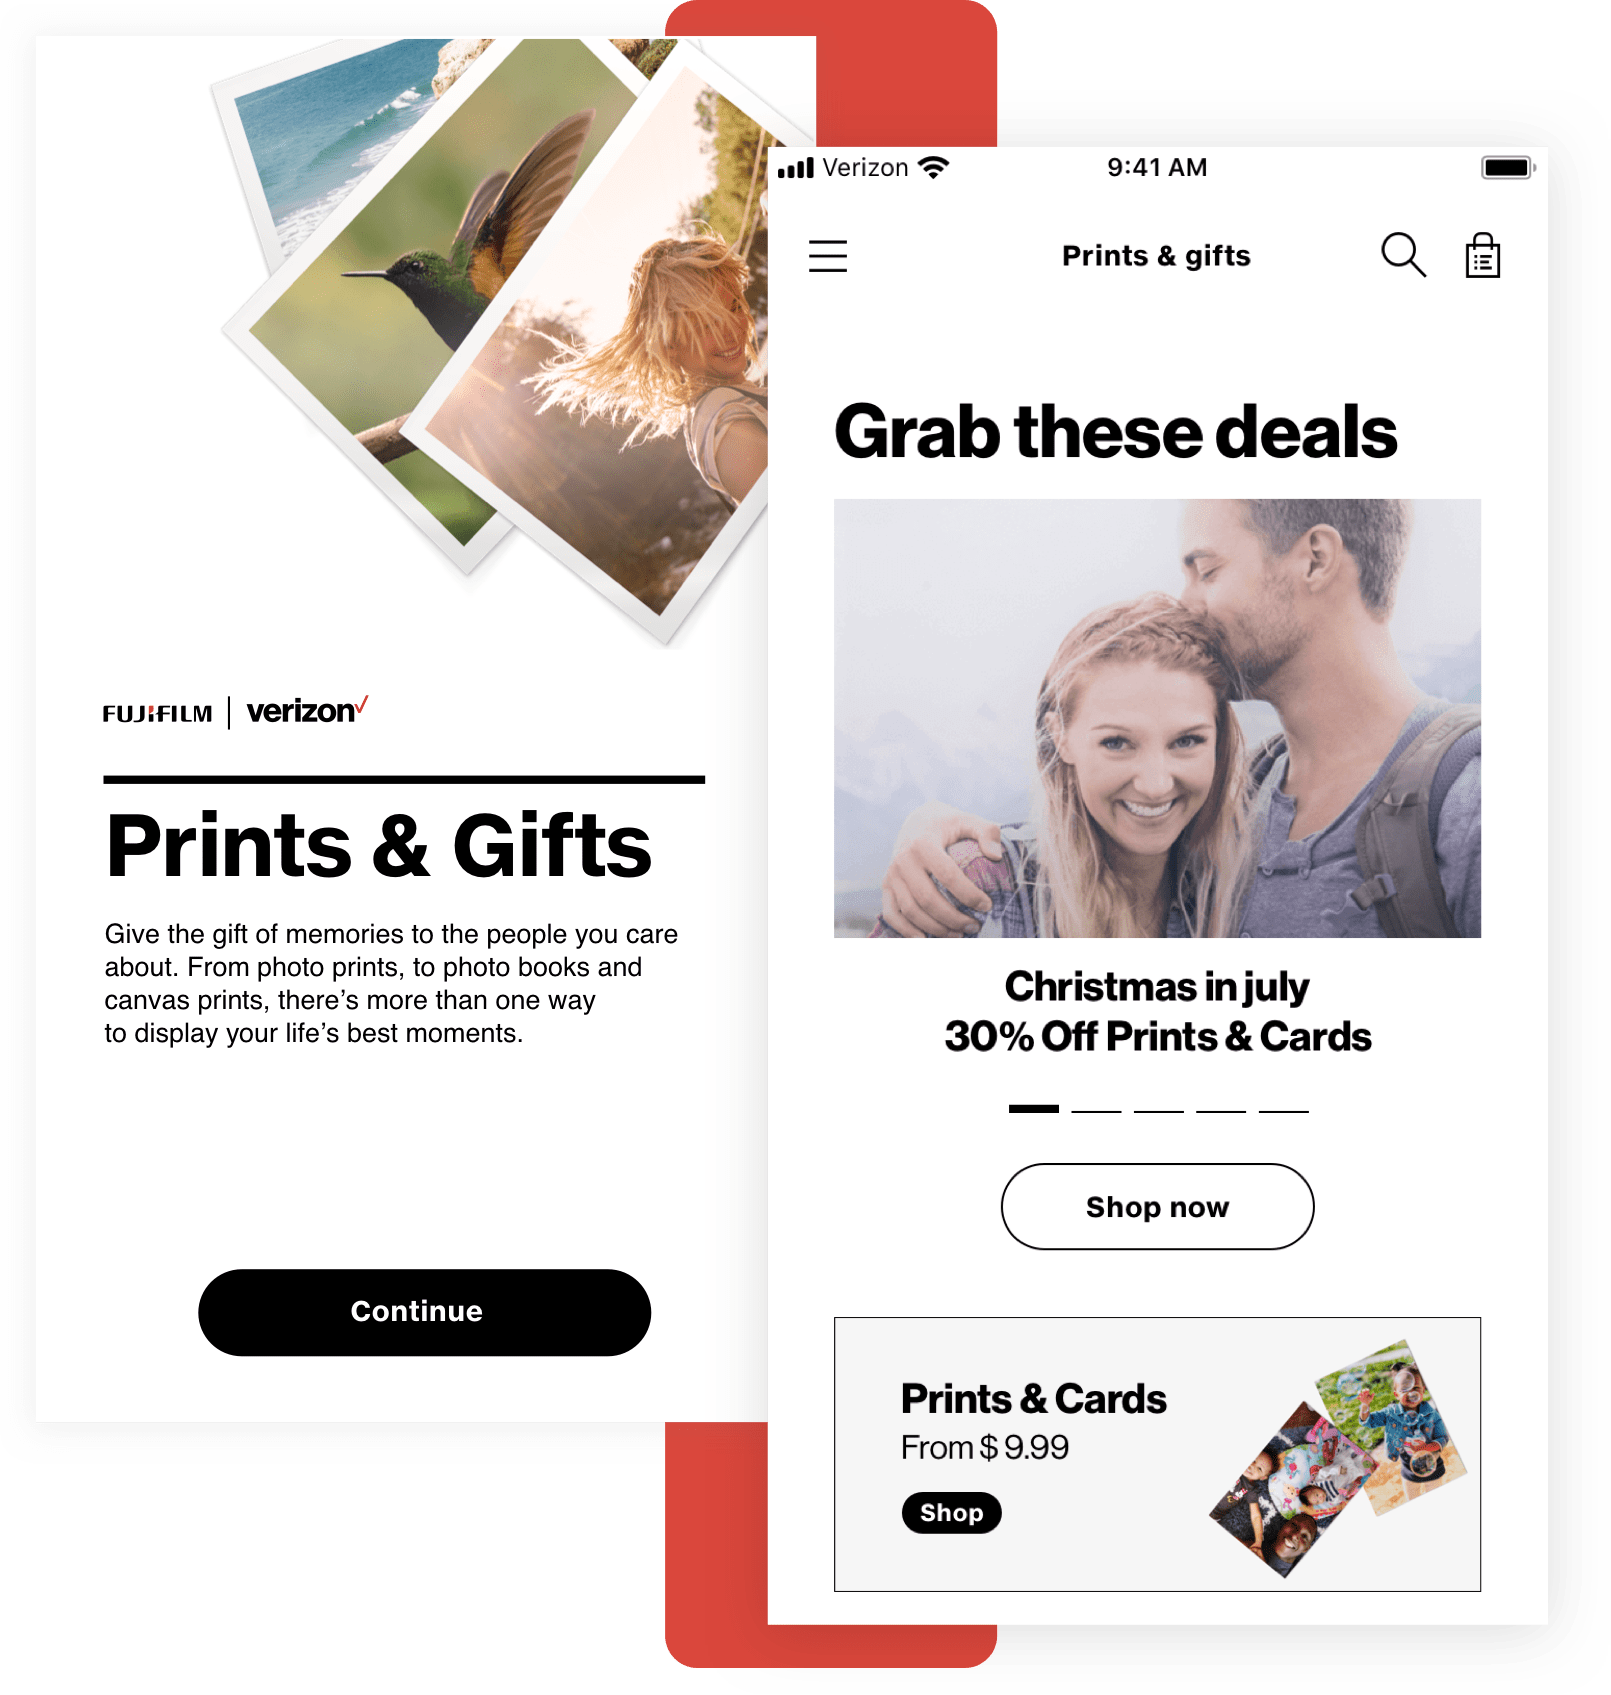 FUJIFILM | verizon✓
Prints & Gifts
Give the gift of memories to the people you care
about. From photo prints, to photo books and
canvas prints, there’s more than one way
to display your life’s best moments.
Continue
Verizon 9:41 AM
Prints & gifts
Grab these deals
Christmas in july
30% Off Prints & Cards
Shop now
Prints & Cards
From $ 9.99
Shop